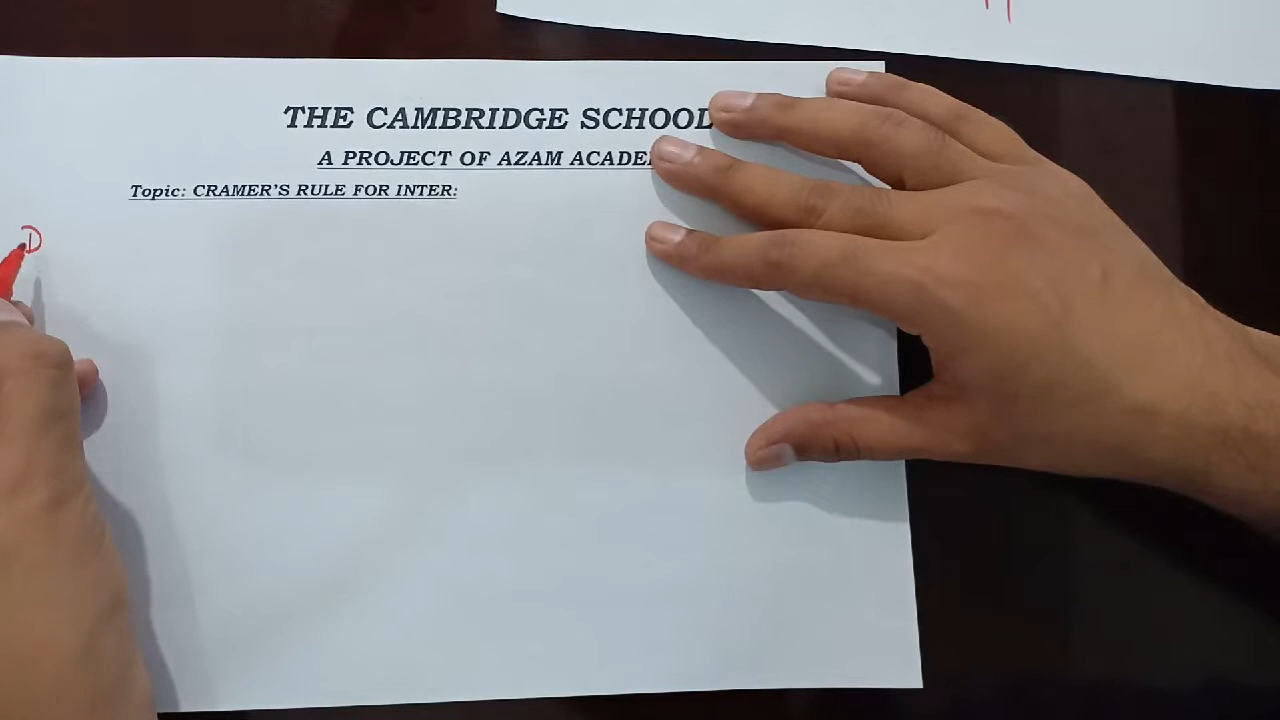 THE CAMBRIDGE SCHOOL
A PROJECT OF AZAM ACADE
Topic: CRAMER'S RULE FOR INTER:
D